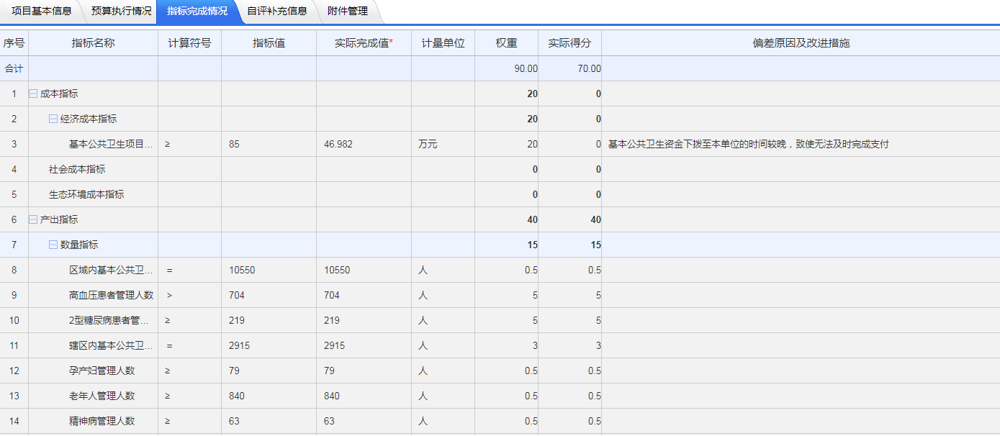 项目基本信息 预算执行情况 指标完成情况 自评补充信息 附件管理
序号 指标名称 计算符号 指标值 实际完成值* 计量单位 权重 实际得分 偏差原因及改进措施
合计 90.00 70.00
1 成本指标 20 0
2 经济成本指标 20 0
3 基本公共卫生项目... ≥ 85 46.982 万元 20 0 基本公共卫生资金下拨至本单位的时间较晚，致使无法及时完成支付
4 社会成本指标 0 0
5 生态环境成本指标 0 0
6 产出指标 40 40
7 数量指标 15 15
8 区域内基本公共卫... = 10550 10550 人 0.5 0.5
9 高血压患者管理人数 > 704 704 人 5 5
10 2型糖尿病患者管... ≥ 219 219 人 5 5
11 辖区内基本公共卫... = 2915 2915 人 3 3
12 孕产妇管理人数 ≥ 79 79 人 0.5 0.5
13 老年人管理人数 ≥ 840 840 人 0.5 0.5
14 精神病管理人数 ≥ 63 63 人 0.5 0.5